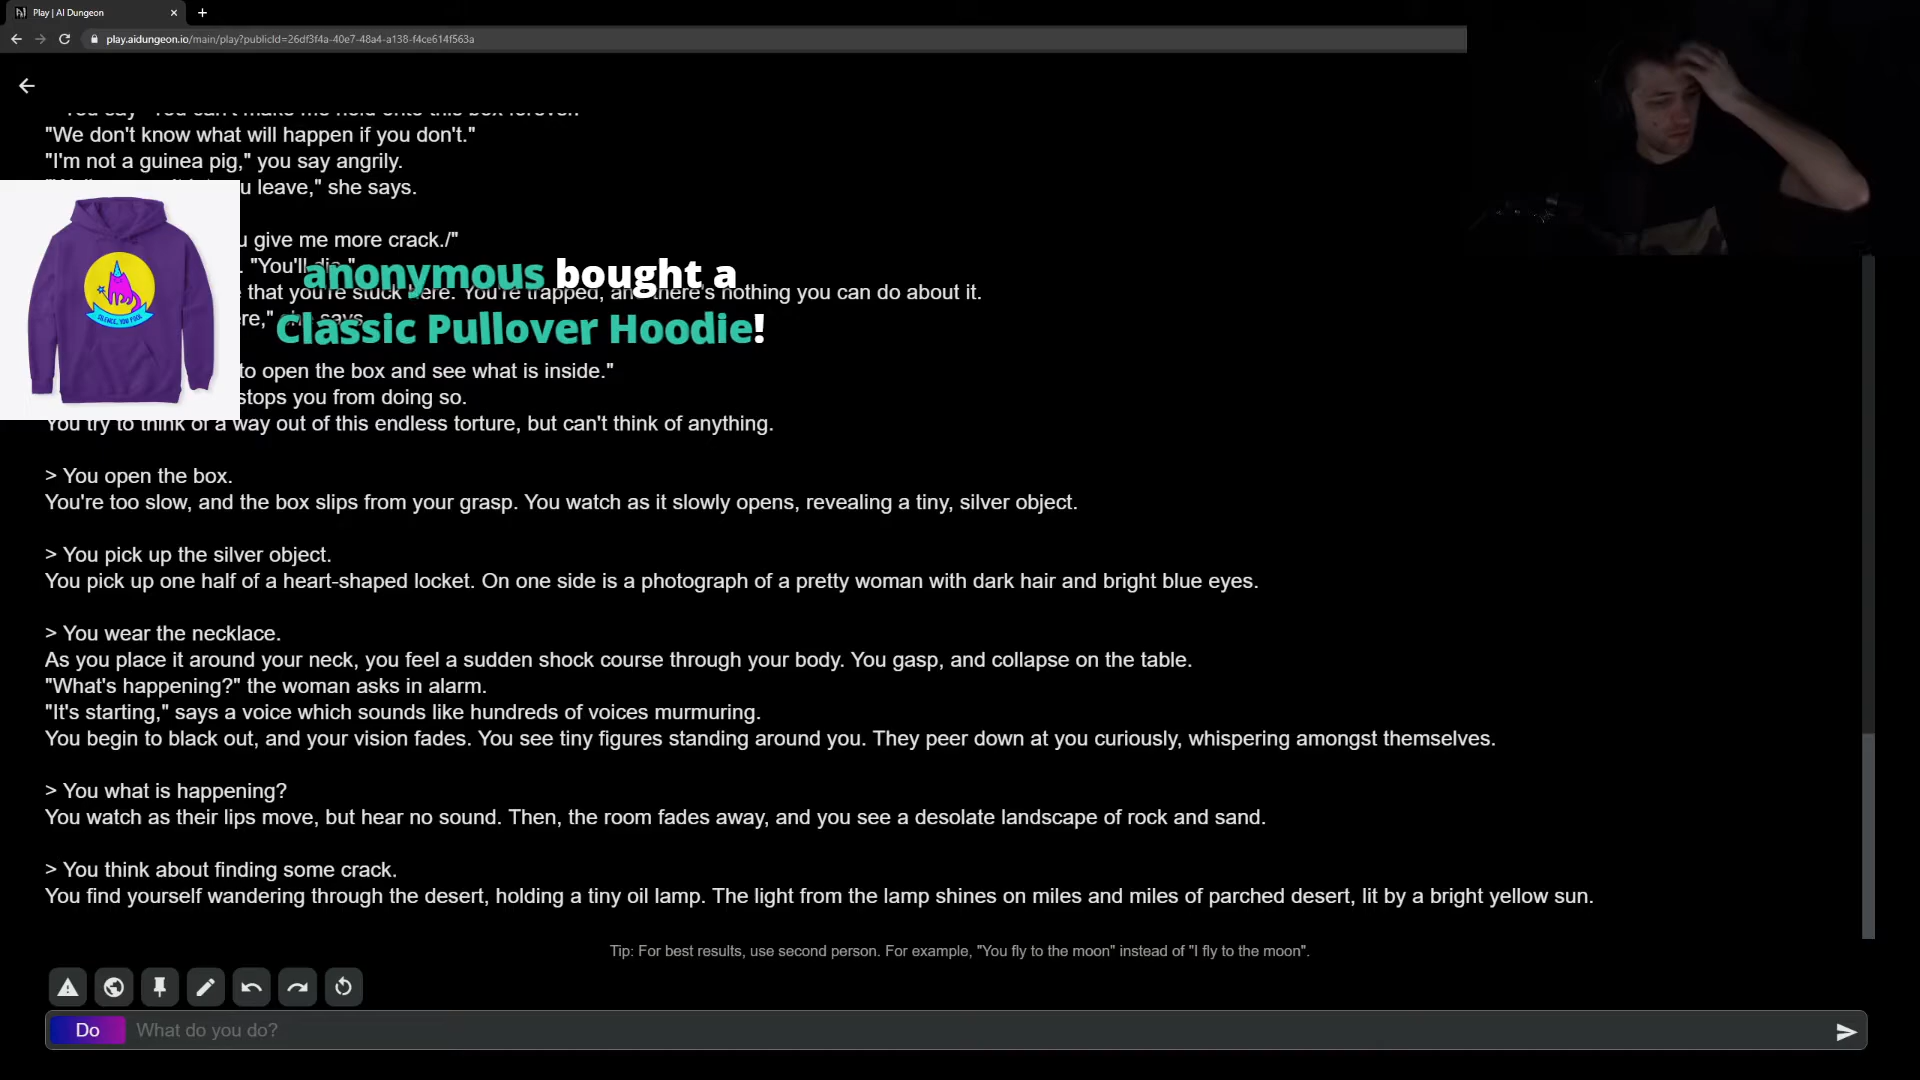 Play | AI Dungeon
play.aidungeon.io/main/play?publicId=26df3f4a-40e7-48a4-a138-f4ce614f563a
"We don't know what will happen if you don't."
"I'm not a guinea pig," you say angrily.
u leave," she says.
u give me more crack./"
. "You'll die."
that you're stuck here. You're trapped, and there's nothing you can do about it.
re," she says.
anonymous bought a
Classic Pullover Hoodie!
SILENCE, YOU FOOL
to open the box and see what is inside."
stops you from doing so.
You try to think of a way out of this endless torture, but can't think of anything.
> You open the box.
You're too slow, and the box slips from your grasp. You watch as it slowly opens, revealing a tiny, silver object.
> You pick up the silver object.
You pick up one half of a heart-shaped locket. On one side is a photograph of a pretty woman with dark hair and bright blue eyes.
> You wear the necklace.
As you place it around your neck, you feel a sudden shock course through your body. You gasp, and collapse on the table.
"What's happening?" the woman asks in alarm.
"It's starting," says a voice which sounds like hundreds of voices murmuring.
You begin to black out, and your vision fades. You see tiny figures standing around you. They peer down at you curiously, whispering amongst themselves.
> You what is happening?
You watch as their lips move, but hear no sound. Then, the room fades away, and you see a desolate landscape of rock and sand.
> You think about finding some crack.
You find yourself wandering through the desert, holding a tiny oil lamp. The light from the lamp shines on miles and miles of parched desert, lit by a bright yellow sun.
Tip: For best results, use second person. For example, "You fly to the moon" instead of "I fly to the moon".
Do What do you do?